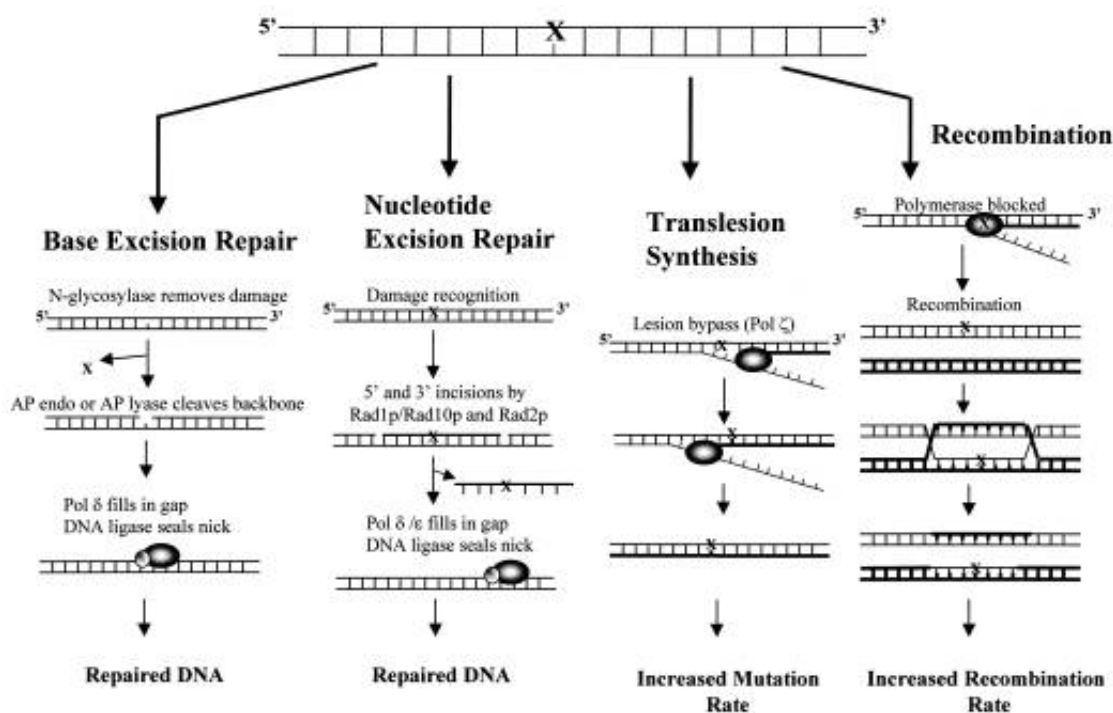 5’ X 3’
Recombination
Polymerase blocked
5’ X 3’
Recombination
X
X
X
Increased Recombination
Rate
Base Excision Repair
N-glycosylase removes damage
5’ 3’
X
AP endo or AP lyase cleaves backbone
Pol δ fills in gap
DNA ligase seals nick
Repaired DNA
Nucleotide
Excision Repair
Damage recognition
5’ X 3’
5’ and 3’ incisions by
Rad1p/Rad10p and Rad2p
X
X
Pol δ /ε fills in gap
DNA ligase seals nick
Repaired DNA
Translesion
Synthesis
Lesion bypass (Pol ζ)
5’ X 3’
X
X
Increased Mutation
Rate